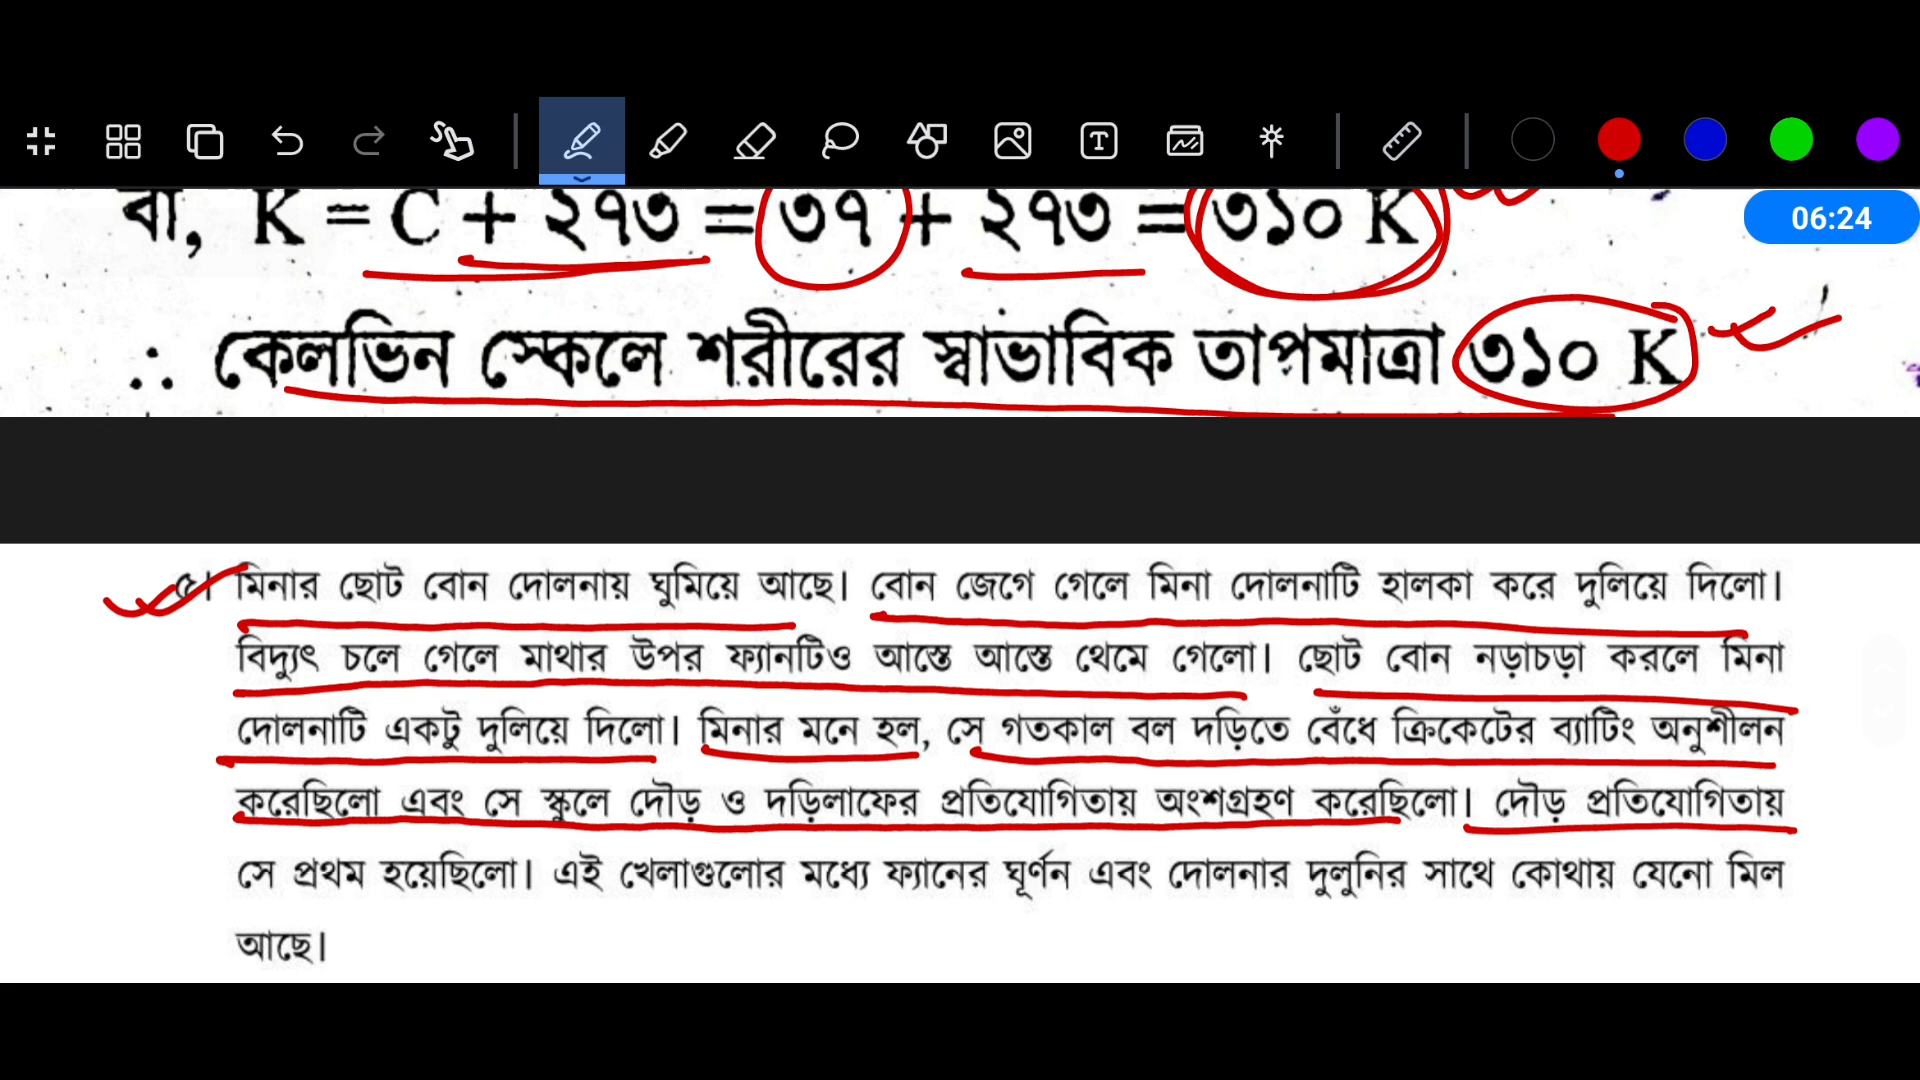 বা, K = C + ২৭৩ = ৩৭ + ২৭৩ = ৩১০ K
06:24
∴ কেলভিন স্কেলে শরীরের স্বাভাবিক তাপমাত্রা ৩১০ K
৫। মিনার ছোট বোন দোলনায় ঘুমিয়ে আছে। বোন জেগে গেলে মিনা দোলনাটি হালকা করে দুলিয়ে দিলো।
বিদ্যুৎ চলে গেলে মাথার উপর ফ্যানটিও আস্তে আস্তে থেমে গেলো। ছোট বোন নড়াচড়া করলে মিনা
দোলনাটি একটু দুলিয়ে দিলো। মিনার মনে হল, সে গতকাল বল দড়িতে বেঁধে ক্রিকেটের ব্যাটিং অনুশীলন
করেছিলো এবং সে স্কুলে দৌড় ও দড়িলাফের প্রতিযোগিতায় অংশগ্রহণ করেছিলো। দৌড় প্রতিযোগিতায়
সে প্রথম হয়েছিলো। এই খেলাগুলোর মধ্যে ফ্যানের ঘূর্ণন এবং দোলনার দুলুনির সাথে কোথায় যেনো মিল
আছে।